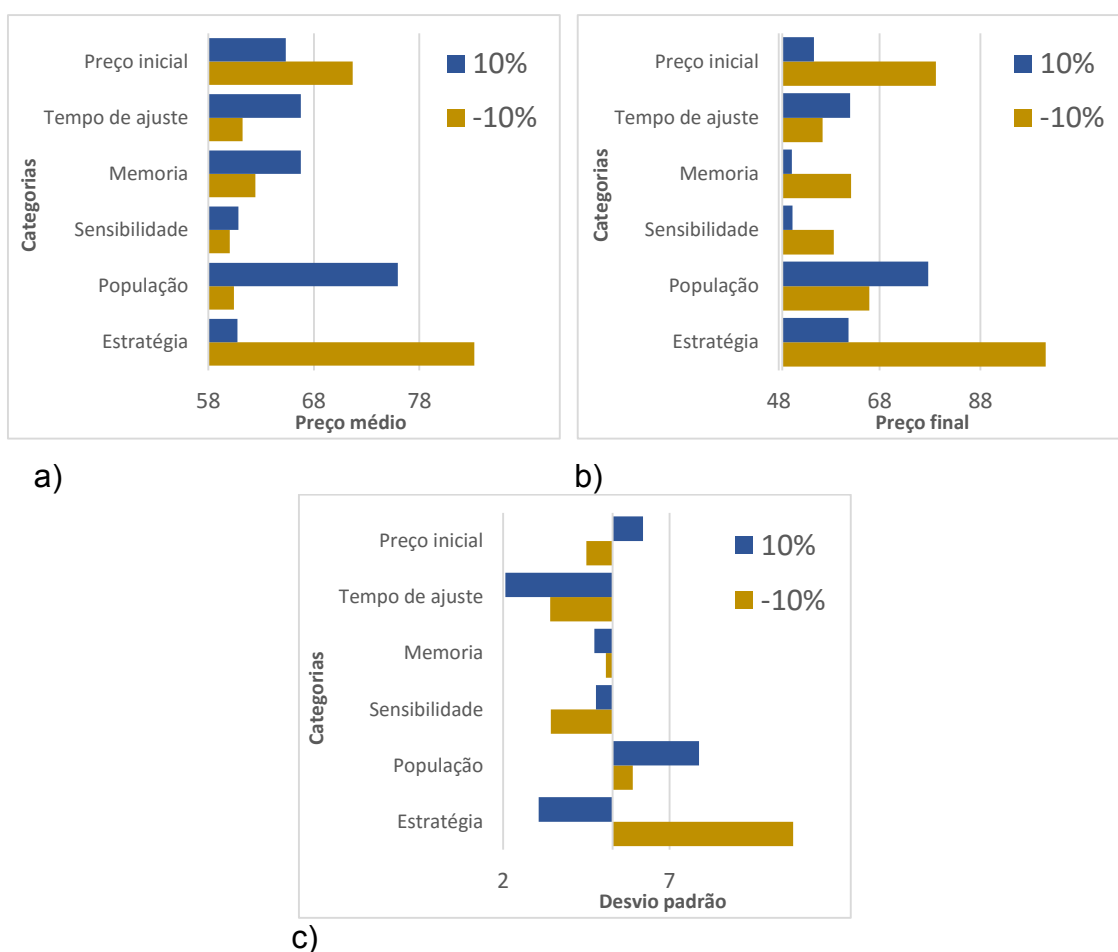 Preço inicial
Tempo de ajuste
Memoria
Sensibilidade
População
Estratégia
Categorias
10%
-10%
58 68 78
Preço médio
a)
Preço inicial
Tempo de ajuste
Memoria
Sensibilidade
População
Estratégia
Categorias
10%
-10%
48 68 88
Preço final
b)
Preço inicial
Tempo de ajuste
Memoria
Sensibilidade
População
Estratégia
Categorias
10%
-10%
2 7
Desvio padrão
c)